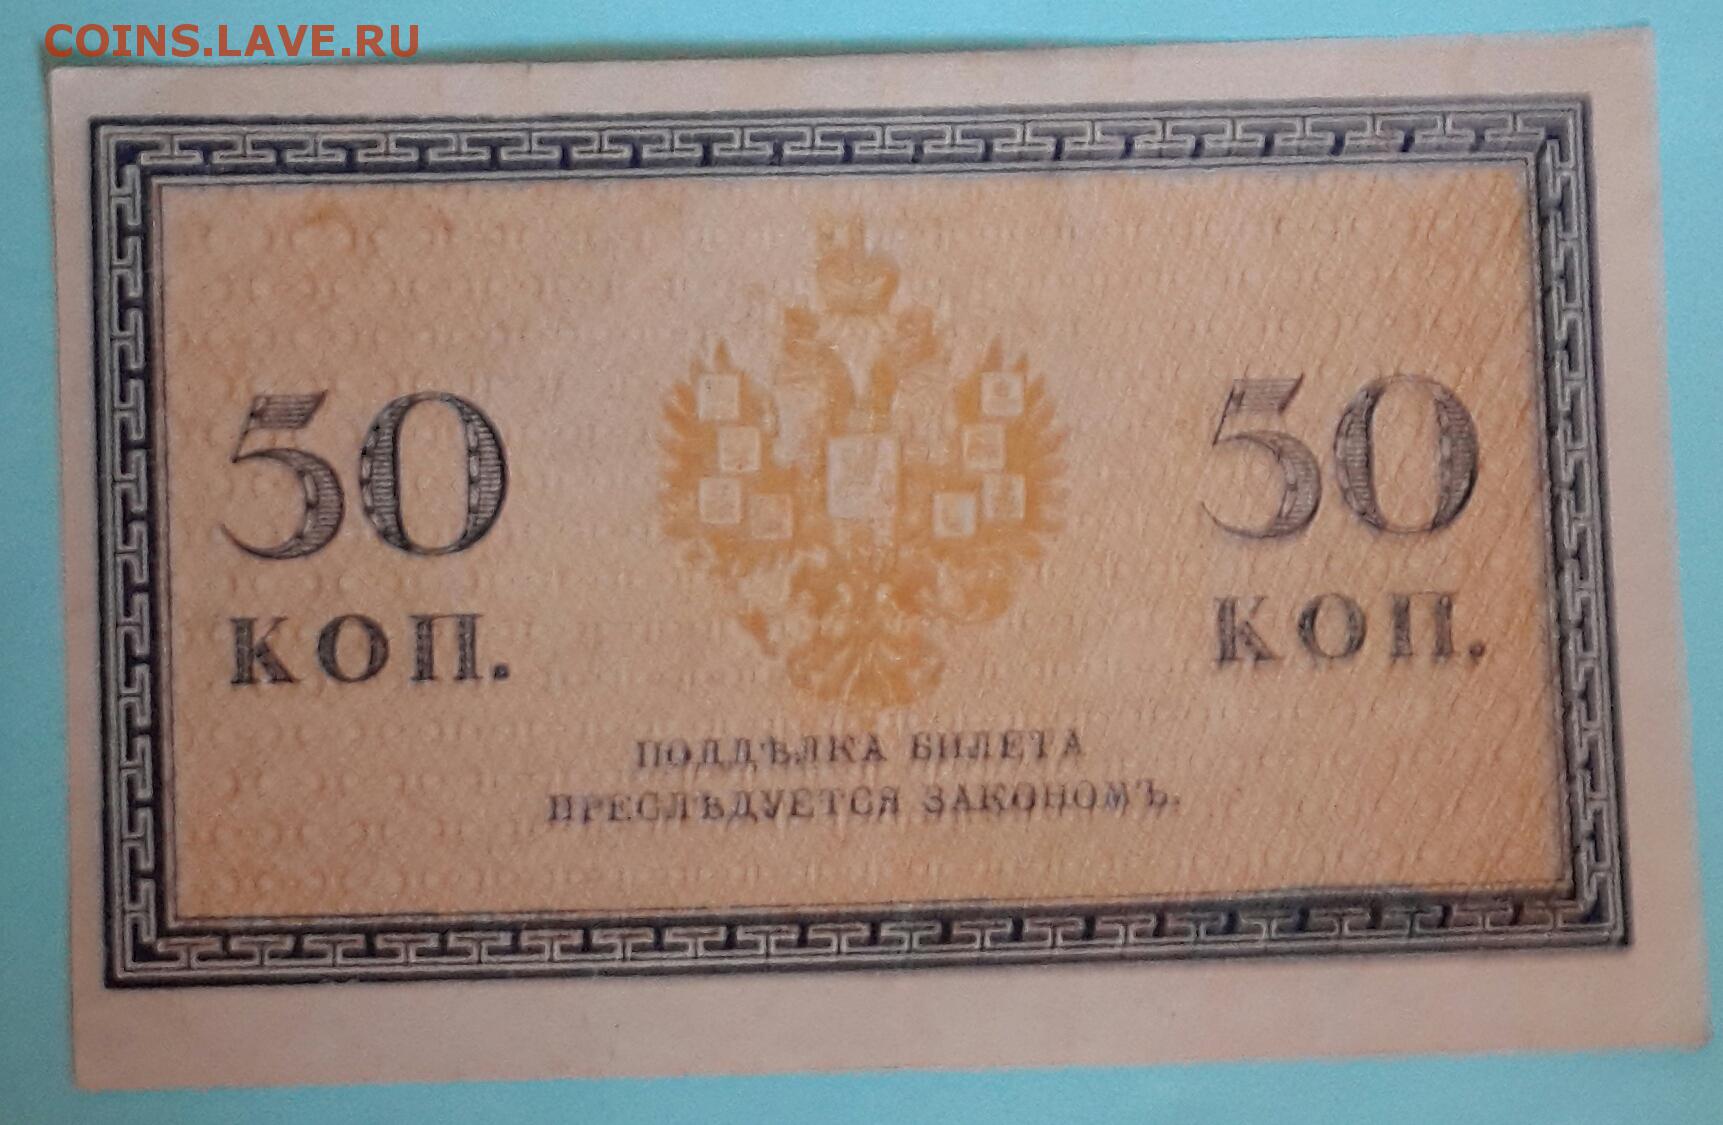 COINS.LAVE.RU
50 50
КОП. КОП.
ПОДДѢЛКА БИЛЕТА
ПРЕСЛѢДУЕТСЯ ЗАКОНОМЪ.